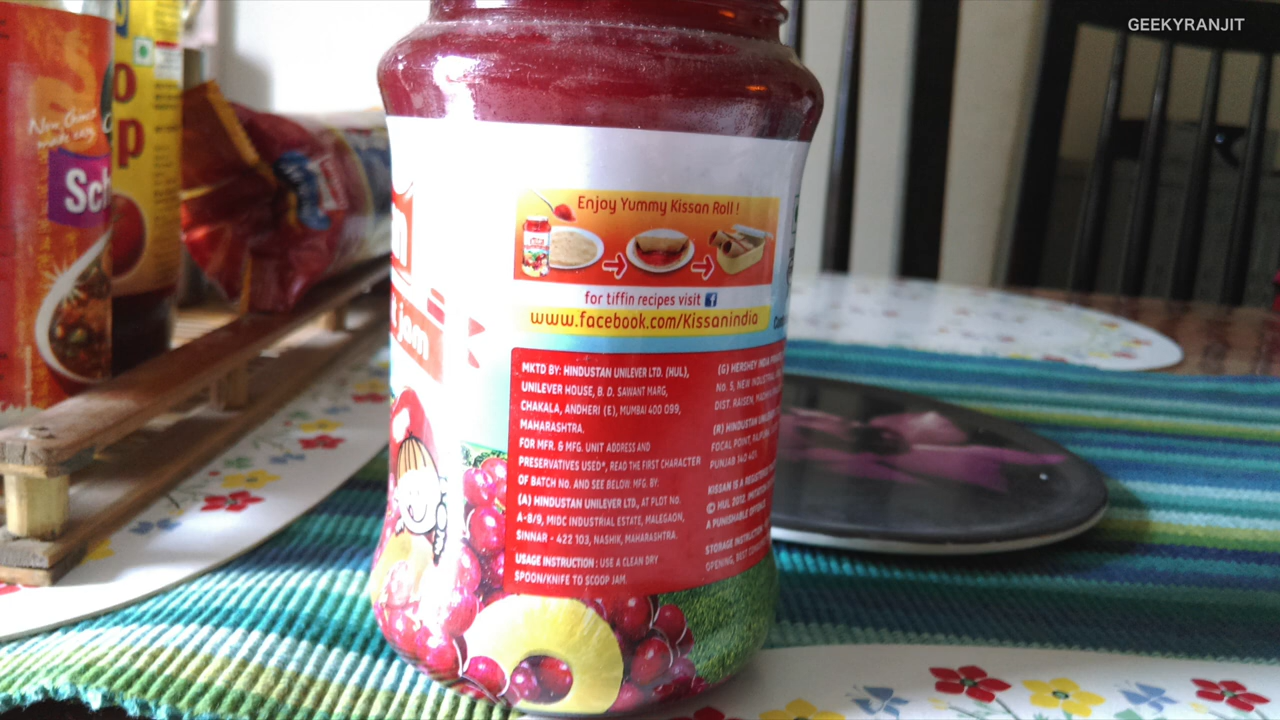 GEEKYRANJIT
Sch
o
p
jam
Enjoy Yummy Kissan Roll !
for tiffin recipes visit f
www.facebook.com/Kissanindia
MKTD BY: HINDUSTAN UNILEVER LTD. (HUL),
UNILEVER HOUSE, B. D. SAWANT MARG,
CHAKALA, ANDHERI (E), MUMBAI 400 099,
MAHARASHTRA.
FOR MFR. & MFG. UNIT ADDRESS AND
PRESERVATIVES USED*, READ THE FIRST CHARACTER
OF BATCH No. AND SEE BELOW. MFG. BY:
(A) HINDUSTAN UNILEVER LTD., AT PLOT No.
A-8/9, MIDC INDUSTRIAL ESTATE, MALEGAON,
SINNAR - 422 103, NASHIK, MAHARASHTRA.
USAGE INSTRUCTION : USE A CLEAN DRY
SPOON/KNIFE TO SCOOP JAM.
(G) HERSHEY INDIA
No. 5, NEW INDUSTRIAL
DIST. RAISEN,
(R) HINDUSTAN
FOCAL POINT,
PUNJAB 140 401.
KISSAN IS A REGISTERED
© HUL 2012.
A PUNISHABLE
STORAGE INSTRUCTION
OPENING, BEST